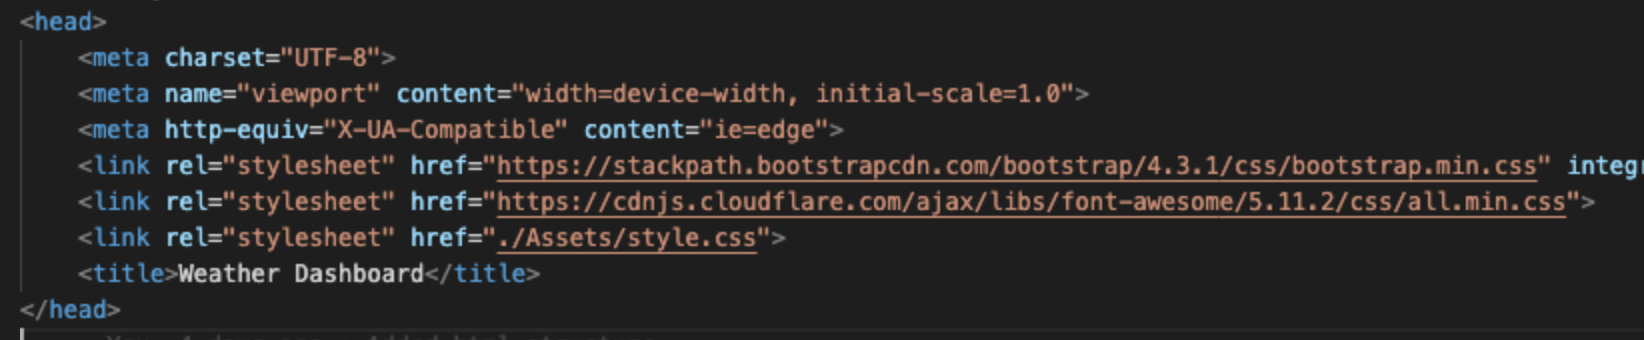 <head>
<meta charset="UTF-8">
<meta name="viewport" content="width=device-width, initial-scale=1.0">
<meta http-equiv="X-UA-Compatible" content="ie=edge">
<link rel="stylesheet" href="https://stackpath.bootstrapcdn.com/bootstrap/4.3.1/css/bootstrap.min.css" integ
<link rel="stylesheet" href="https://cdnjs.cloudflare.com/ajax/libs/font-awesome/5.11.2/css/all.min.css">
<link rel="stylesheet" href="./Assets/style.css">
<title>Weather Dashboard</title>
</head>